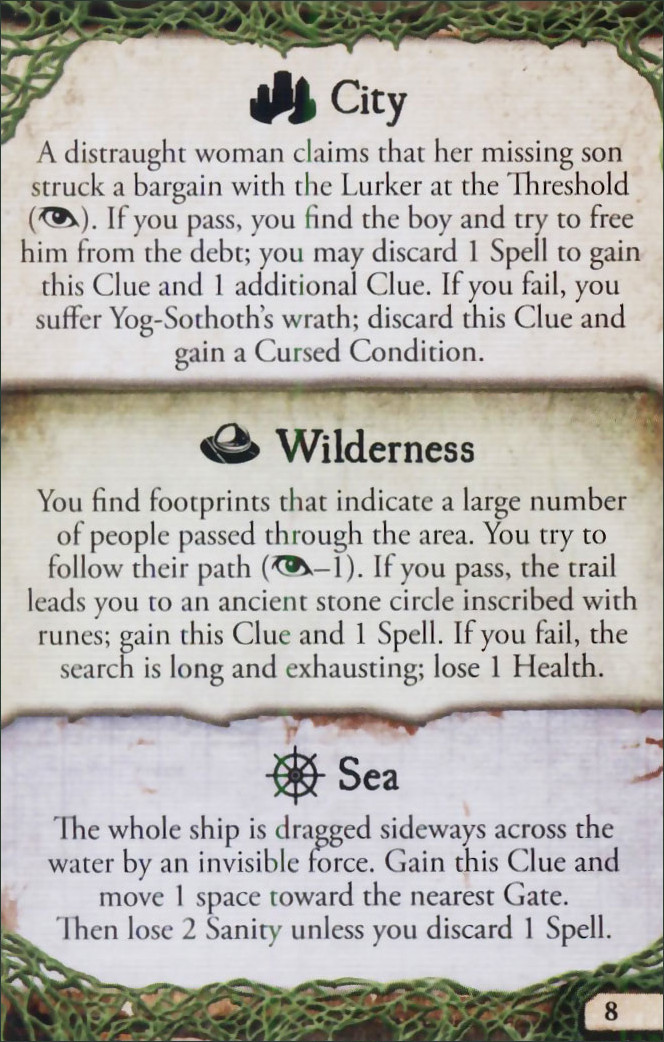 City
A distraught woman claims that her missing son
struck a bargain with the Lurker at the Threshold
( ). If you pass, you find the boy and try to free
him from the debt; you may discard 1 Spell to gain
this Clue and 1 additional Clue. If you fail, you
suffer Yog-Sothoth's wrath; discard this Clue and
gain a Cursed Condition.
Wilderness
You find footprints that indicate a large number
of people passed through the area. You try to
follow their path ( –1). If you pass, the trail
leads you to an ancient stone circle inscribed with
runes; gain this Clue and 1 Spell. If you fail, the
search is long and exhausting; lose 1 Health.
Sea
The whole ship is dragged sideways across the
water by an invisible force. Gain this Clue and
move 1 space toward the nearest Gate.
Then lose 2 Sanity unless you discard 1 Spell.
8